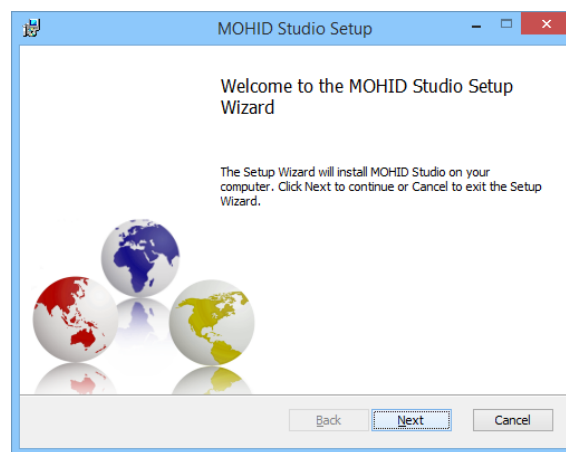 MOHID Studio Setup
Welcome to the MOHID Studio Setup
Wizard
The Setup Wizard will install MOHID Studio on your
computer. Click Next to continue or Cancel to exit the Setup
Wizard.
Back Next Cancel